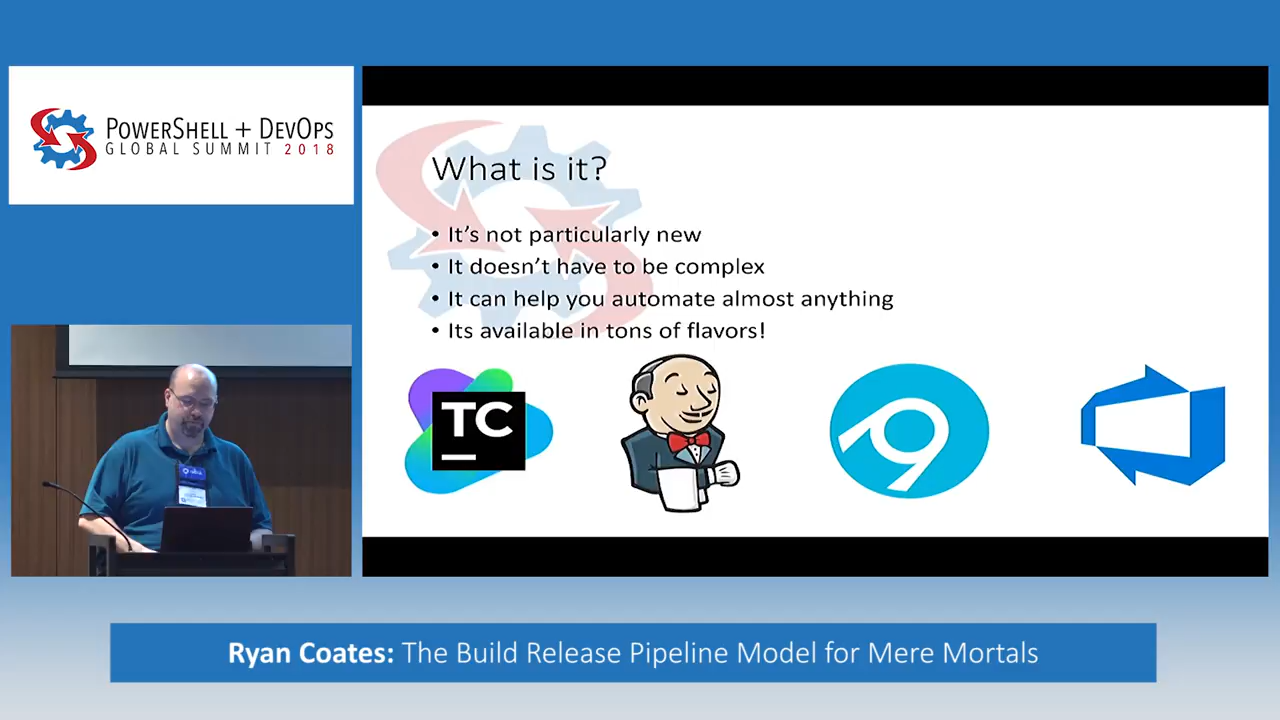 POWERSHELL + DEVOPS
GLOBAL SUMMIT 2018
What is it?
• It's not particularly new
• It doesn't have to be complex
• It can help you automate almost anything
• Its available in tons of flavors!
TC
Ryan Coates: The Build Release Pipeline Model for Mere Mortals